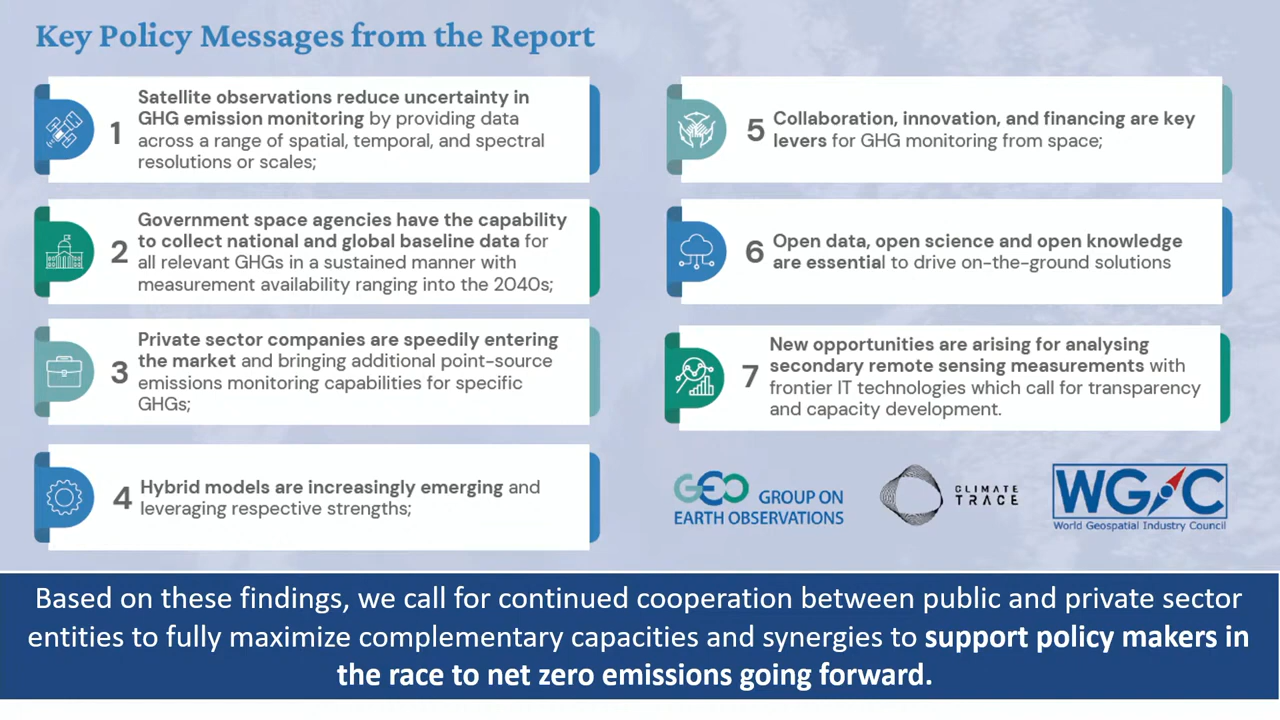 Key Policy Messages from the Report
1
Satellite observations reduce uncertainty in
GHG emission monitoring by providing data
across a range of spatial, temporal, and spectral
resolutions or scales;
2
Government space agencies have the capability
to collect national and global baseline data for
all relevant GHGs in a sustained manner with
measurement availability ranging into the 2040s;
3
Private sector companies are speedily entering
the market and bringing additional point-source
emissions monitoring capabilities for specific
GHGs;
4
Hybrid models are increasingly emerging and
leveraging respective strengths;
5
Collaboration, innovation, and financing are key
levers for GHG monitoring from space;
6
Open data, open science and open knowledge
are essential to drive on-the-ground solutions
7
New opportunities are arising for analysing
secondary remote sensing measurements with
frontier IT technologies which call for transparency
and capacity development.
GEO GROUP ON
EARTH OBSERVATIONS
CLIMATE
TRACE
WGIC
World Geospatial Industry Council
Based on these findings, we call for continued cooperation between public and private sector
entities to fully maximize complementary capacities and synergies to support policy makers in
the race to net zero emissions going forward.